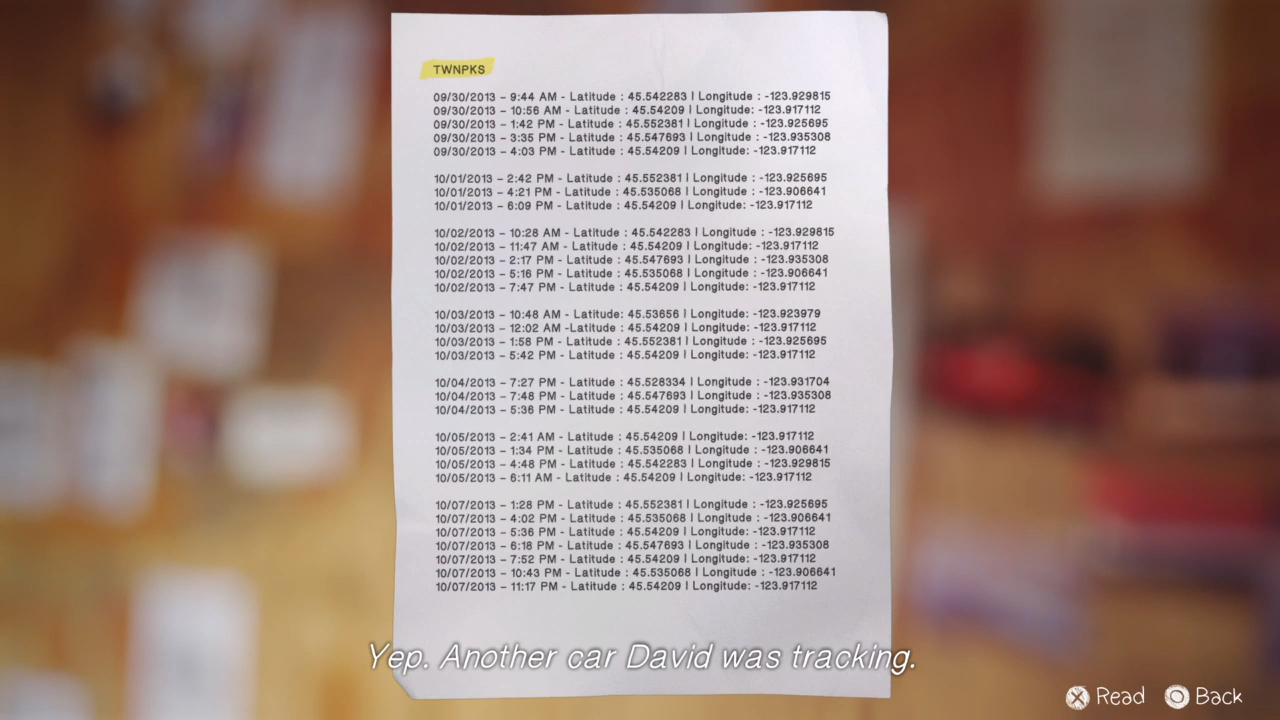 TWNPKS
09/30/2013 – 9:44 AM - Latitude : 45.542283 | Longitude : -123.929815
09/30/2013 – 10:56 AM - Latitude : 45.54209 | Longitude: -123.917112
09/30/2013 – 1:42 PM - Latitude : 45.552381 | Longitude : -123.925695
09/30/2013 – 3:35 PM - Latitude : 45.547693 | Longitude : -123.935308
09/30/2013 – 4:03 PM - Latitude : 45.54209 | Longitude: -123.917112
10/01/2013 – 2:42 PM - Latitude : 45.552381 | Longitude : -123.925695
10/01/2013 – 4:21 PM - Latitude : 45.535068 | Longitude : -123.906641
10/01/2013 – 6:09 PM - Latitude : 45.54209 | Longitude: -123.917112
10/02/2013 – 10:28 AM - Latitude : 45.542283 | Longitude : -123.929815
10/02/2013 – 11:47 AM - Latitude : 45.54209 | Longitude: -123.917112
10/02/2013 – 2:17 PM - Latitude : 45.547693 | Longitude : -123.935308
10/02/2013 – 5:16 PM - Latitude : 45.535068 | Longitude : -123.906641
10/02/2013 – 7:47 PM - Latitude : 45.54209 | Longitude: -123.917112
10/03/2013 – 10:48 AM - Latitude: 45.53656 | Longitude : -123.923979
10/03/2013 – 12:02 AM -Latitude : 45.54209 | Longitude: -123.917112
10/03/2013 – 1:58 PM - Latitude : 45.552381 | Longitude : -123.925695
10/03/2013 – 5:42 PM - Latitude : 45.54209 | Longitude: -123.917112
10/04/2013 – 7:27 PM - Latitude : 45.528334 | Longitude : -123.931704
10/04/2013 – 7:48 PM - Latitude : 45.547693 | Longitude : -123.935308
10/04/2013 – 5:36 PM - Latitude : 45.54209 | Longitude: -123.917112
10/05/2013 – 2:41 AM - Latitude : 45.54209 | Longitude: -123.917112
10/05/2013 – 1:34 PM - Latitude : 45.535068 | Longitude : -123.906641
10/05/2013 – 4:48 PM - Latitude : 45.542283 | Longitude : -123.929815
10/05/2013 – 6:11 AM - Latitude : 45.54209 | Longitude: -123.917112
10/07/2013 – 1:28 PM - Latitude : 45.552381 | Longitude : -123.925695
10/07/2013 – 4:02 PM - Latitude : 45.535068 | Longitude : -123.906641
10/07/2013 – 5:36 PM - Latitude : 45.54209 | Longitude: -123.917112
10/07/2013 – 6:18 PM - Latitude : 45.547693 | Longitude : -123.935308
10/07/2013 – 7:52 PM - Latitude : 45.54209 | Longitude: -123.917112
10/07/2013 – 10:43 PM - Latitude : 45.535068 | Longitude : -123.906641
10/07/2013 – 11:17 PM - Latitude : 45.54209 | Longitude: -123.917112
Yep. Another car David was tracking.
Read Back